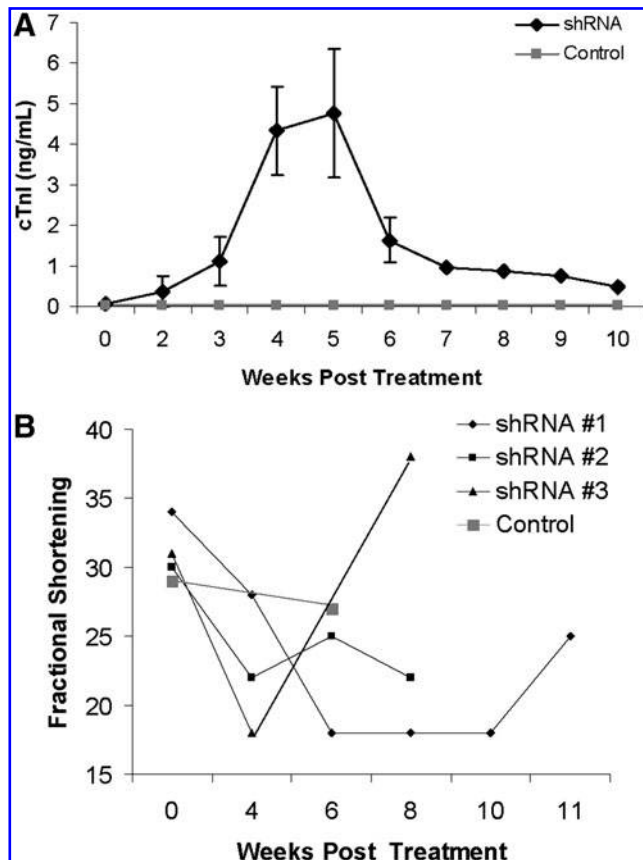 A
7
6
5
4
3
2
1
0
cTnI (ng/mL)
shRNA
Control
0 2 3 4 5 6 7 8 9 10
Weeks Post Treatment
B
40
35
30
25
20
15
Fractional Shortening
shRNA #1
shRNA #2
shRNA #3
Control
0 4 6 8 10 11
Weeks Post Treatment